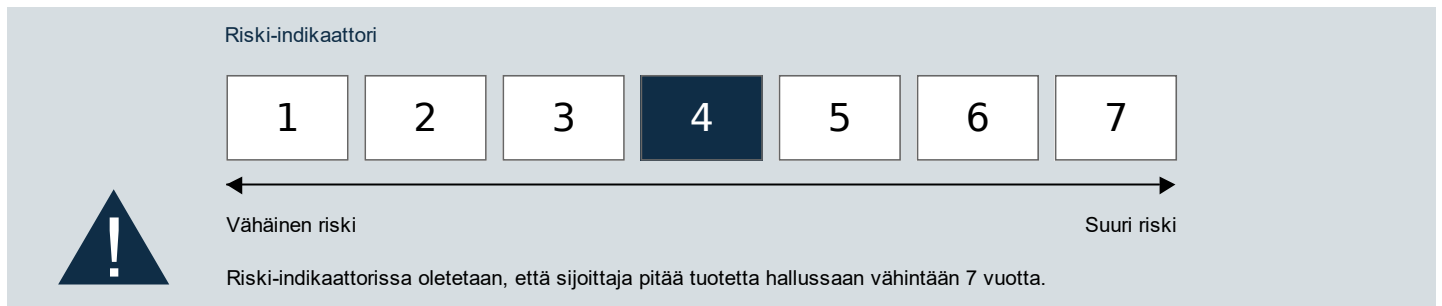 Riski-indikaattori
1 2 3 4 5 6 7
Vähäinen riski Suuri riski
!
Riski-indikaattorissa oletetaan, että sijoittaja pitää tuotetta hallussaan vähintään 7 vuotta.